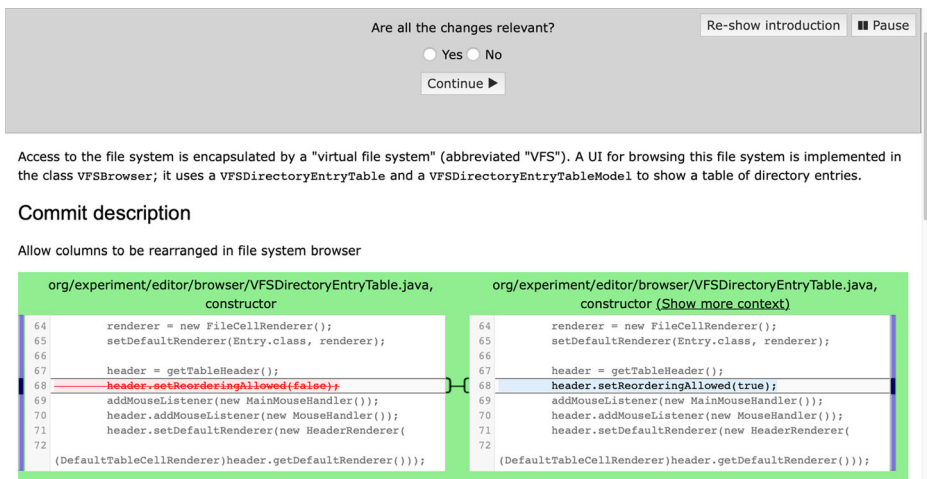 Are all the changes relevant?
Re-show introduction
Pause
Yes No
Continue
Access to the file system is encapsulated by a "virtual file system" (abbreviated "VFS"). A UI for browsing this file system is implemented in
the class VFSBrowser; it uses a VFSDirectoryEntryTable and a VFSDirectoryEntryTableModel to show a table of directory entries.
Commit description
Allow columns to be rearranged in file system browser
org/experiment/editor/browser/VFSDirectoryEntryTable.java,
constructor
64 renderer = new FileCellRenderer();
65 setDefaultRenderer(Entry.class, renderer);
66
67 header = getTableHeader();
68 header.setReorderingAllowed(false);
69 addMouseListener(new MainMouseHandler());
70 header.addMouseListener(new MouseHandler());
71 header.setDefaultRenderer(new HeaderRenderer(
72
(DefaultTableCellRenderer)header.getDefaultRenderer()));
org/experiment/editor/browser/VFSDirectoryEntryTable.java,
constructor (Show more context)
64 renderer = new FileCellRenderer();
65 setDefaultRenderer(Entry.class, renderer);
66
67 header = getTableHeader();
68 header.setReorderingAllowed(true);
69 addMouseListener(new MainMouseHandler());
70 header.addMouseListener(new MouseHandler());
71 header.setDefaultRenderer(new HeaderRenderer(
72
(DefaultTableCellRenderer)header.getDefaultRenderer()));